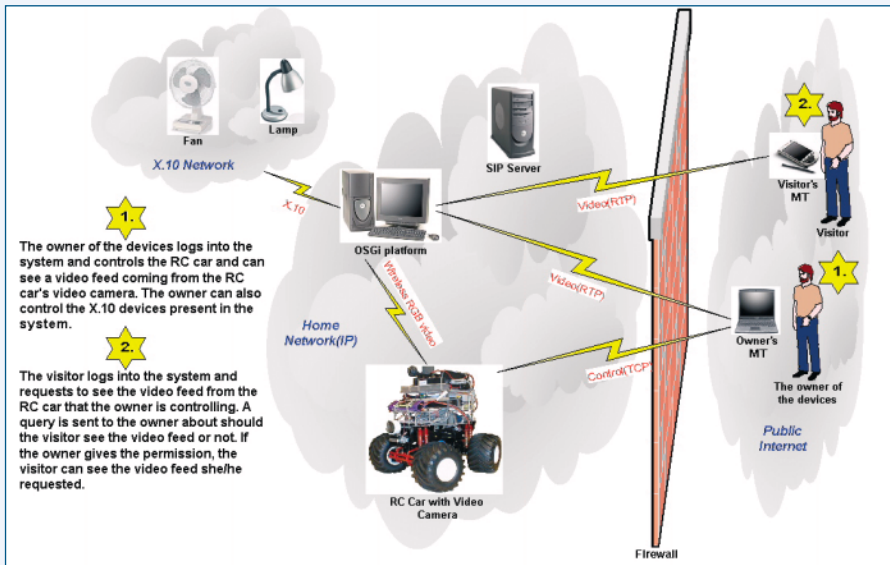 Fan
Lamp
X.10 Network
SIP Server
2.
Visitor's
MT
Visitor
X.10
Video(RTP)
OSGi platform
1.
The owner of the devices logs into the
system and controls the RC car and can
see a video feed coming from the RC
car's video camera. The owner can also
control the X.10 devices present in the
system.
Wireless RGB video
Video(RTP)
1.
Home
Network(IP)
Owner's
MT
Control(TCP)
The owner of
the devices
2.
The visitor logs into the system and
requests to see the video feed from the
RC car that the owner is controlling. A
query is sent to the owner about should
the visitor see the video feed or not. If
the owner gives the permission, the
visitor can see the video feed she/he
requested.
Public
Internet
RC Car with Video
Camera
Firewall